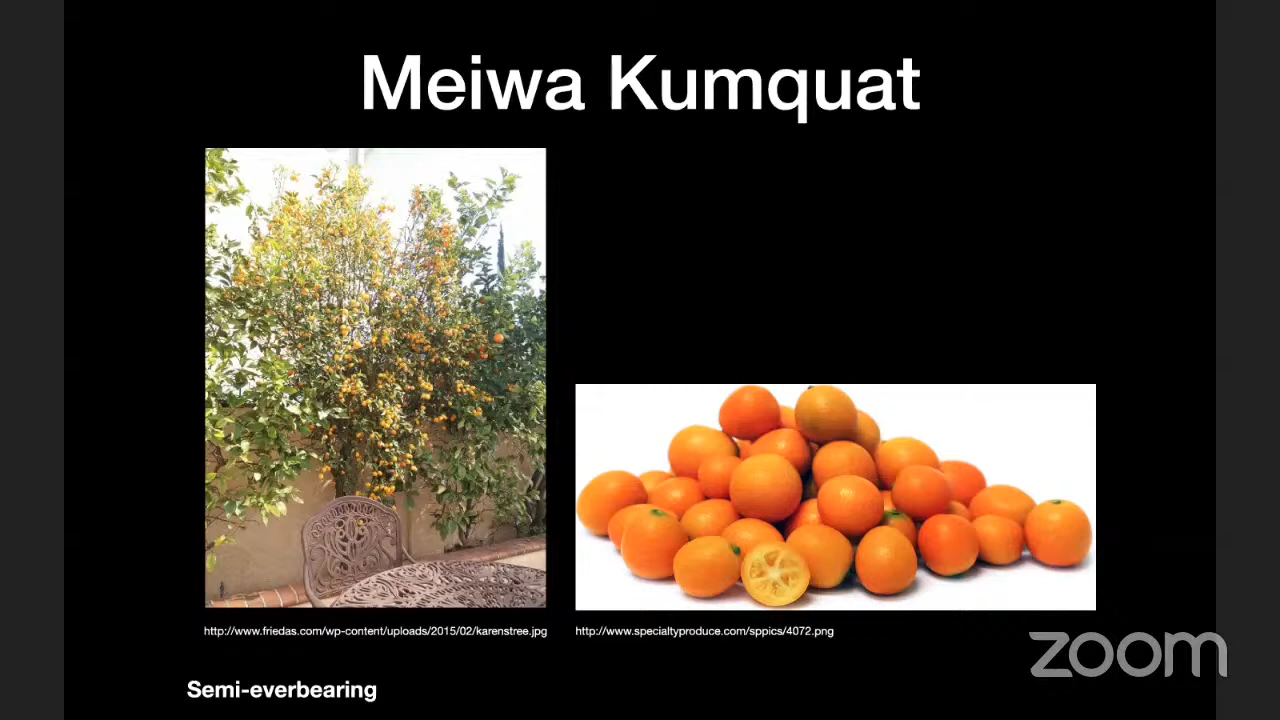 Meiwa Kumquat
http://www.friedas.com/wp-content/uploads/2015/02/karenstree.jpg
http://www.specialtyproduce.com/sppics/4072.png
zoom
Semi-everbearing